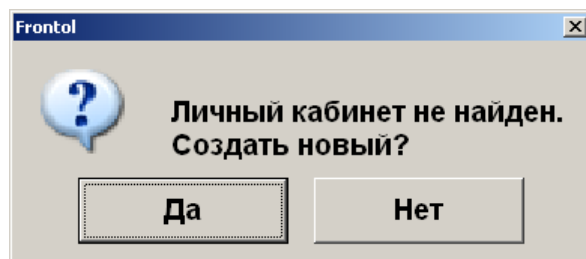 Frontol
Личный кабинет не найден.
Создать новый?
Да
Нет